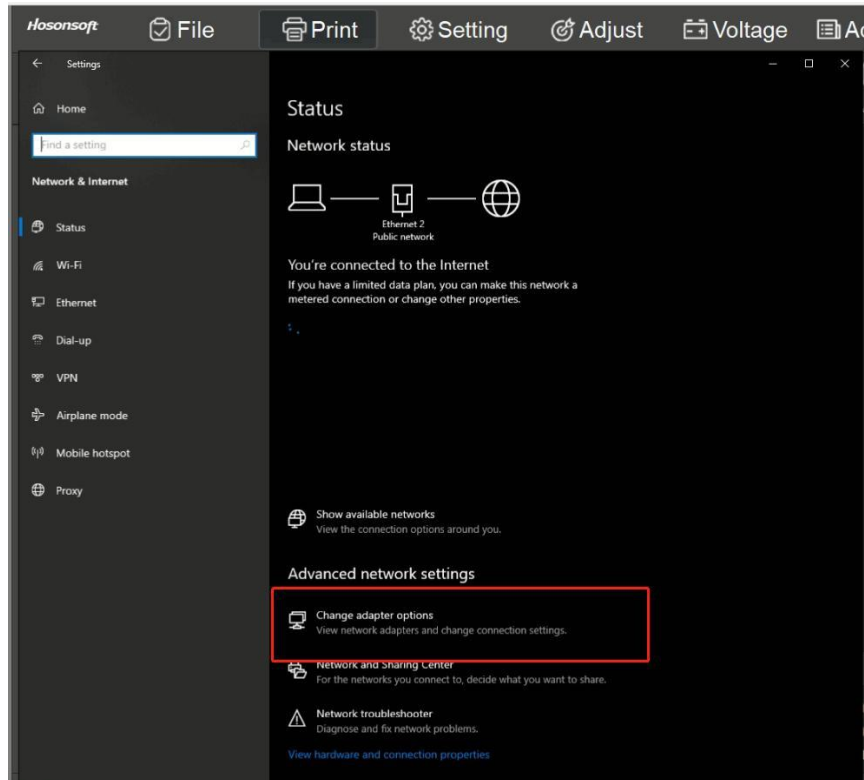 Hosonsoft File Print Setting Adjust Voltage
Settings
Home
Find a setting
Network & Internet
Status
Wi-Fi
Ethernet
Dial-up
VPN
Airplane mode
Mobile hotspot
Proxy
Status
Network status
Ethernet 2
Public network
You're connected to the Internet
If you have a limited data plan, you can make this network a
metered connection or change other properties.
Show available networks
View the connection options around you.
Advanced network settings
Change adapter options
View network adapters and change connection settings.
Network and Sharing Center
For the networks you connect to, decide what you want to share.
Network troubleshooter
Diagnose and fix network problems.
View hardware and connection properties